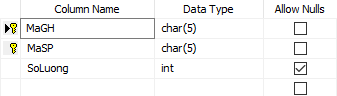 Column Name Data Type Allow Nulls
MaGH char(5)
MaSP char(5)
SoLuong int